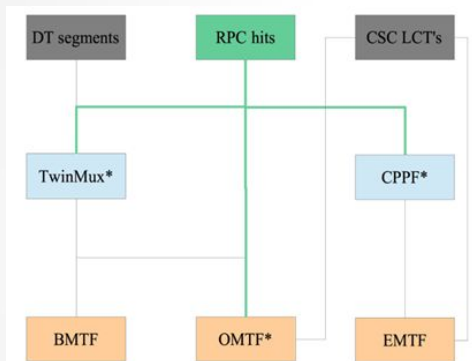 DT segments
RPC hits
CSC LCT's
TwinMux*
CPPF*
BMTF
OMTF*
EMTF